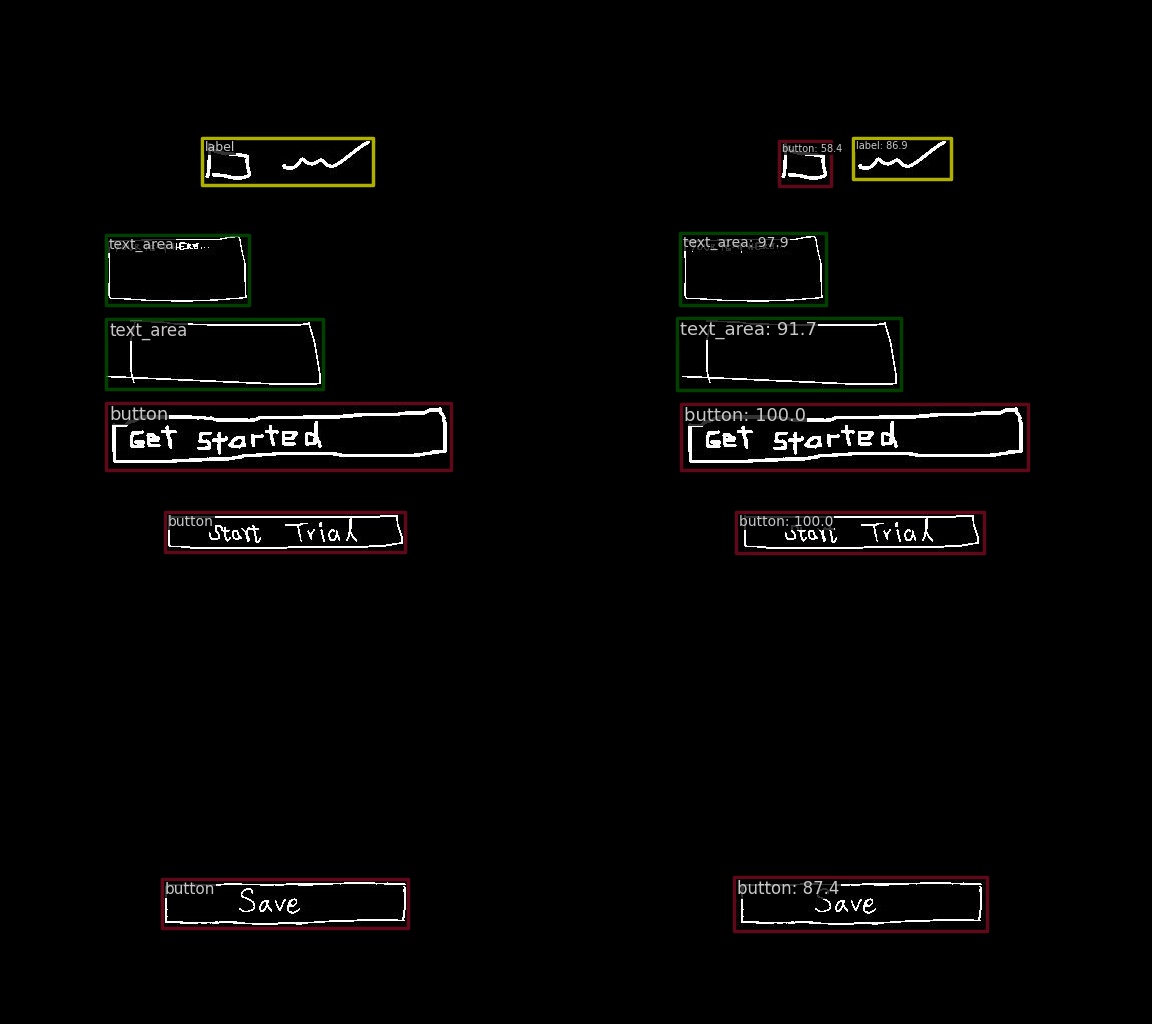 label button: 58.4 label: 86.9
text_area text_area: 97.9
text_area text_area: 91.7
button button: 100.0
Get Started Get Started
button button: 100.0
Start Trial Start Trial
button button: 87.4
Save Save